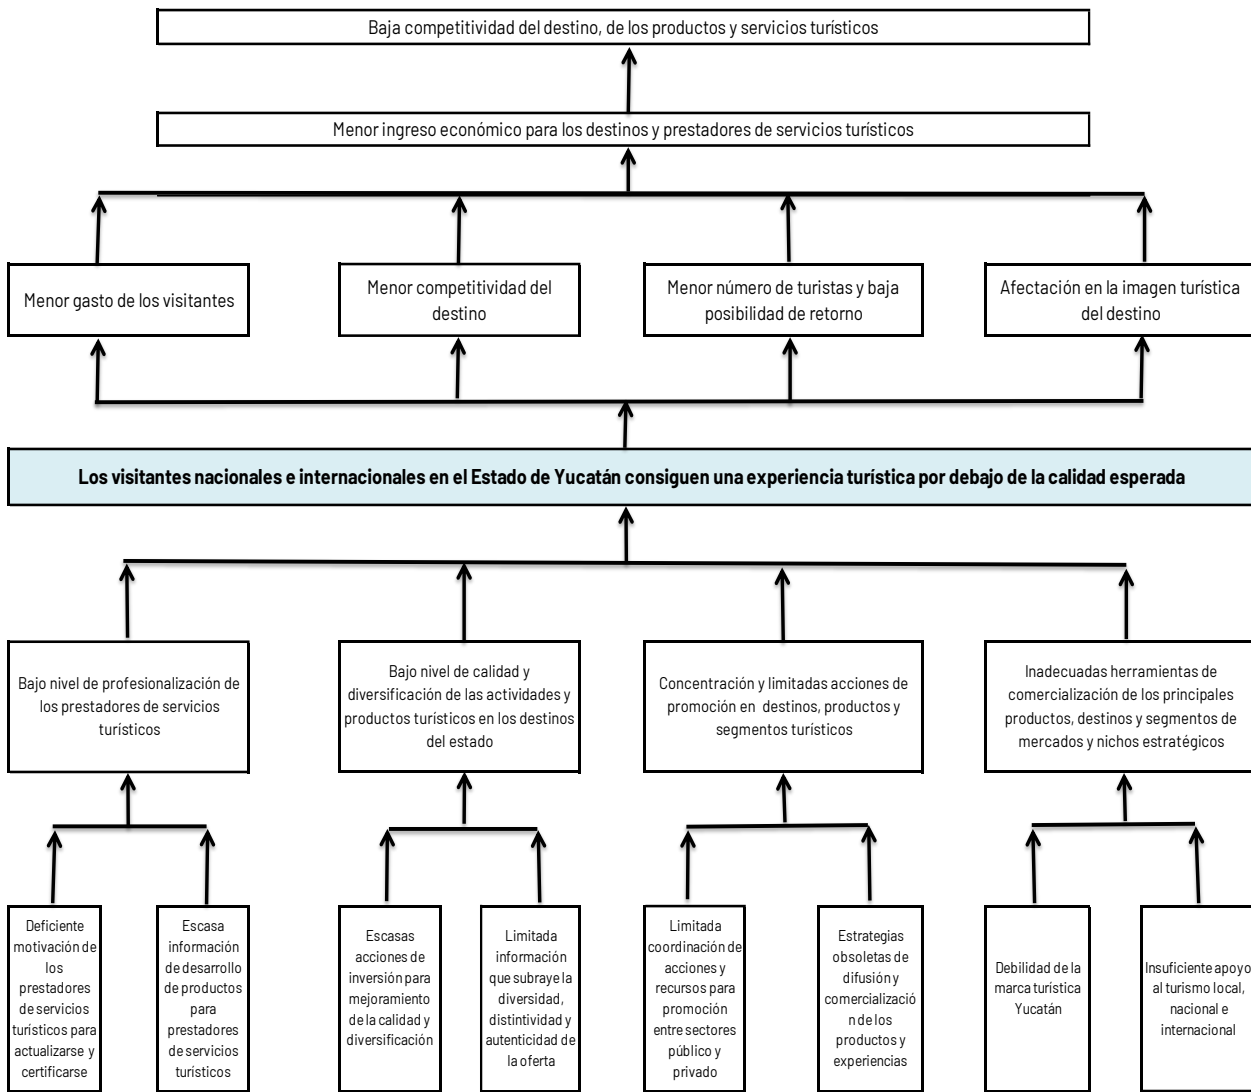 Baja competitividad del destino, de los productos y servicios turísticos
Menor ingreso económico para los destinos y prestadores de servicios turísticos
Menor gasto de los visitantes
Menor competitividad del
destino
Menor número de turistas y baja
posibilidad de retorno
Afectación en la imagen turística
del destino
Los visitantes nacionales e internacionales en el Estado de Yucatán consiguen una experiencia turística por debajo de la calidad esperada
Bajo nivel de profesionalización de
los prestadores de servicios
turísticos
Bajo nivel de calidad y
diversificación de las actividades y
productos turísticos en los destinos
del estado
Concentración y limitadas acciones de
promoción en destinos, productos y
segmentos turísticos
Inadecuadas herramientas de
comercialización de los principales
productos, destinos y segmentos de
mercados y nichos estratégicos
Deficiente
motivación de
los
prestadores
de servicios
turísticos para
actualizarse y
certificarse
Escasa
información
de desarrollo
de productos
para
prestadores
de servicios
turísticos
Escasas
acciones de
inversión para
mejoramiento
de la calidad y
diversificación
Limitada
información
que subraye la
diversidad,
distintividad y
autenticidad de
la oferta
Limitada
coordinación de
acciones y
recursos para
promoción
entre sectores
público y
privado
Estrategias
obsoletas de
difusión y
comercializació
n de los
productos y
experiencias
Debilidad de la
marca turística
Yucatán
Insuficiente apoyo
al turismo local,
nacional e
internacional